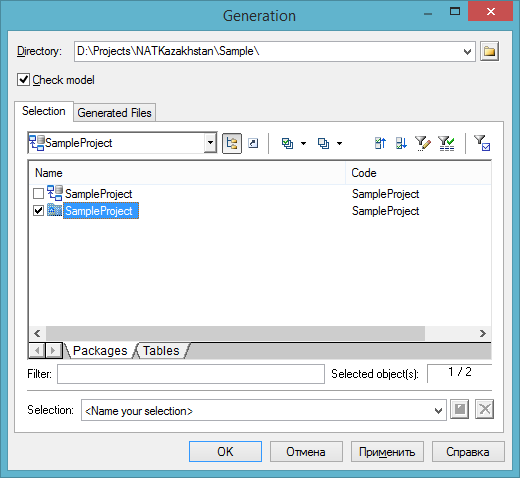 Generation
Directory: D:\Projects\NATKazakhstan\Sample\
Check model
Selection Generated Files
SampleProject
Name Code
SampleProject SampleProject
SampleProject SampleProject
Packages Tables
Filter: Selected object(s): 1 / 2
Selection: <Name your selection>
OK Отмена Применить Справка